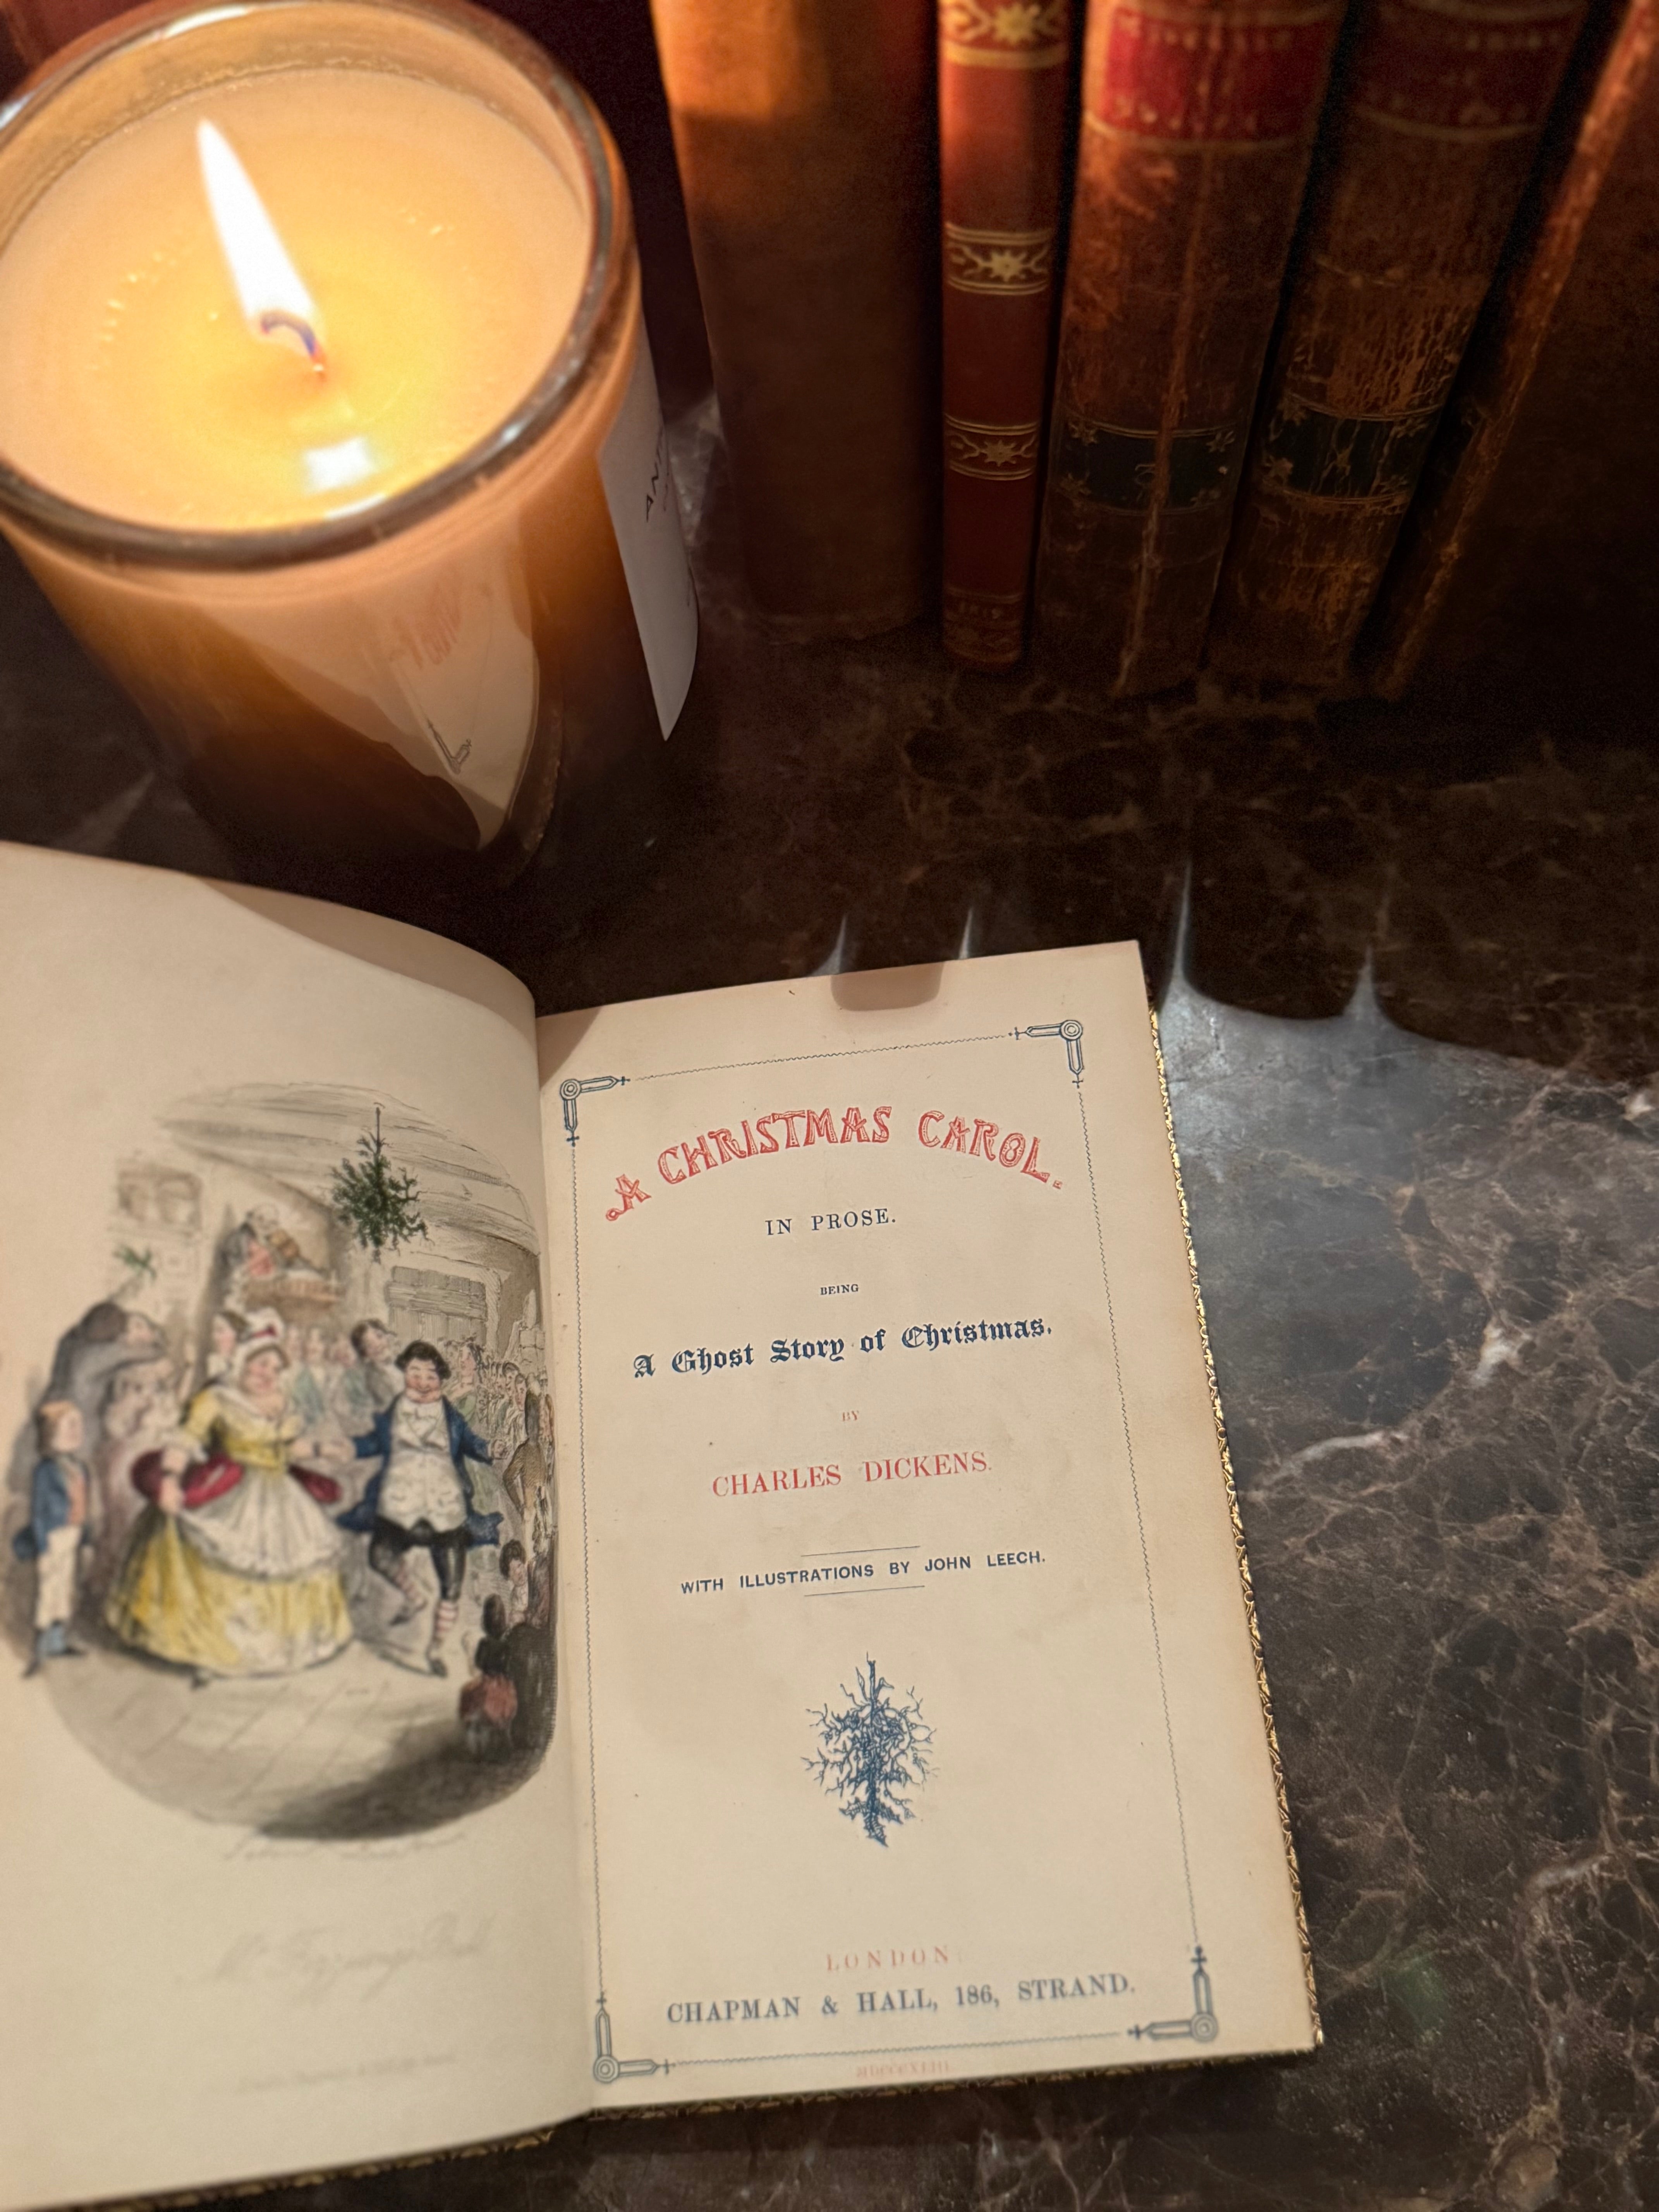 A CHRISTMAS CAROL.
IN PROSE.
BEING
A Ghost Story of Christmas.
BY
CHARLES DICKENS.
WITH ILLUSTRATIONS BY JOHN LEECH.
LONDON:
CHAPMAN & HALL, 186, STRAND.
MDCCCXLIII.